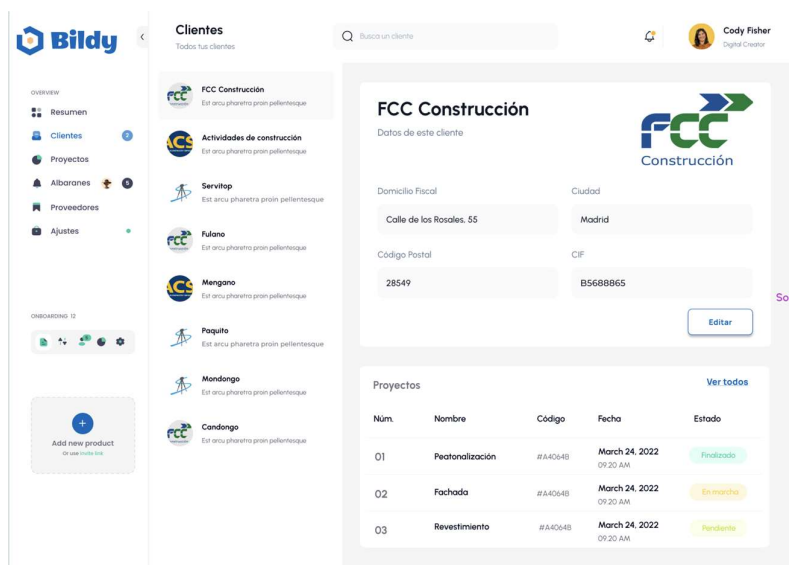 Bildy
OVERVIEW
Resumen
Clientes 2
Proyectos
Albaranes 5
Proveedores
Ajustes
ONBOARDING 12
Add new product
Or use invite link
Clientes
Todos tus clientes
Busca un cliente
Cody Fisher
Digital Creator
FCC Construcción
Est arcu pharetra proin pellentesque
Actividades de construcción
Est arcu pharetra proin pellentesque
Servitop
Est arcu pharetra proin pellentesque
Fulano
Est arcu pharetra proin pellentesque
Mengano
Est arcu pharetra proin pellentesque
Paquito
Est arcu pharetra proin pellentesque
Mondongo
Est arcu pharetra proin pellentesque
Candongo
Est arcu pharetra proin pellentesque
FCC Construcción
Datos de este cliente
FCC
Construcción
Domicilio Fiscal Ciudad
Calle de los Rosales, 55 Madrid
Código Postal CIF
28549 B5688865
So
Editar
Proyectos Ver todos
Núm. Nombre Código Fecha Estado
01 Peatonalización #A4064B March 24, 2022 Finalizado
09.20 AM
02 Fachada #A4064B March 24, 2022 En marcha
09.20 AM
03 Revestimiento #A4064B March 24, 2022 Pendiente
09.20 AM